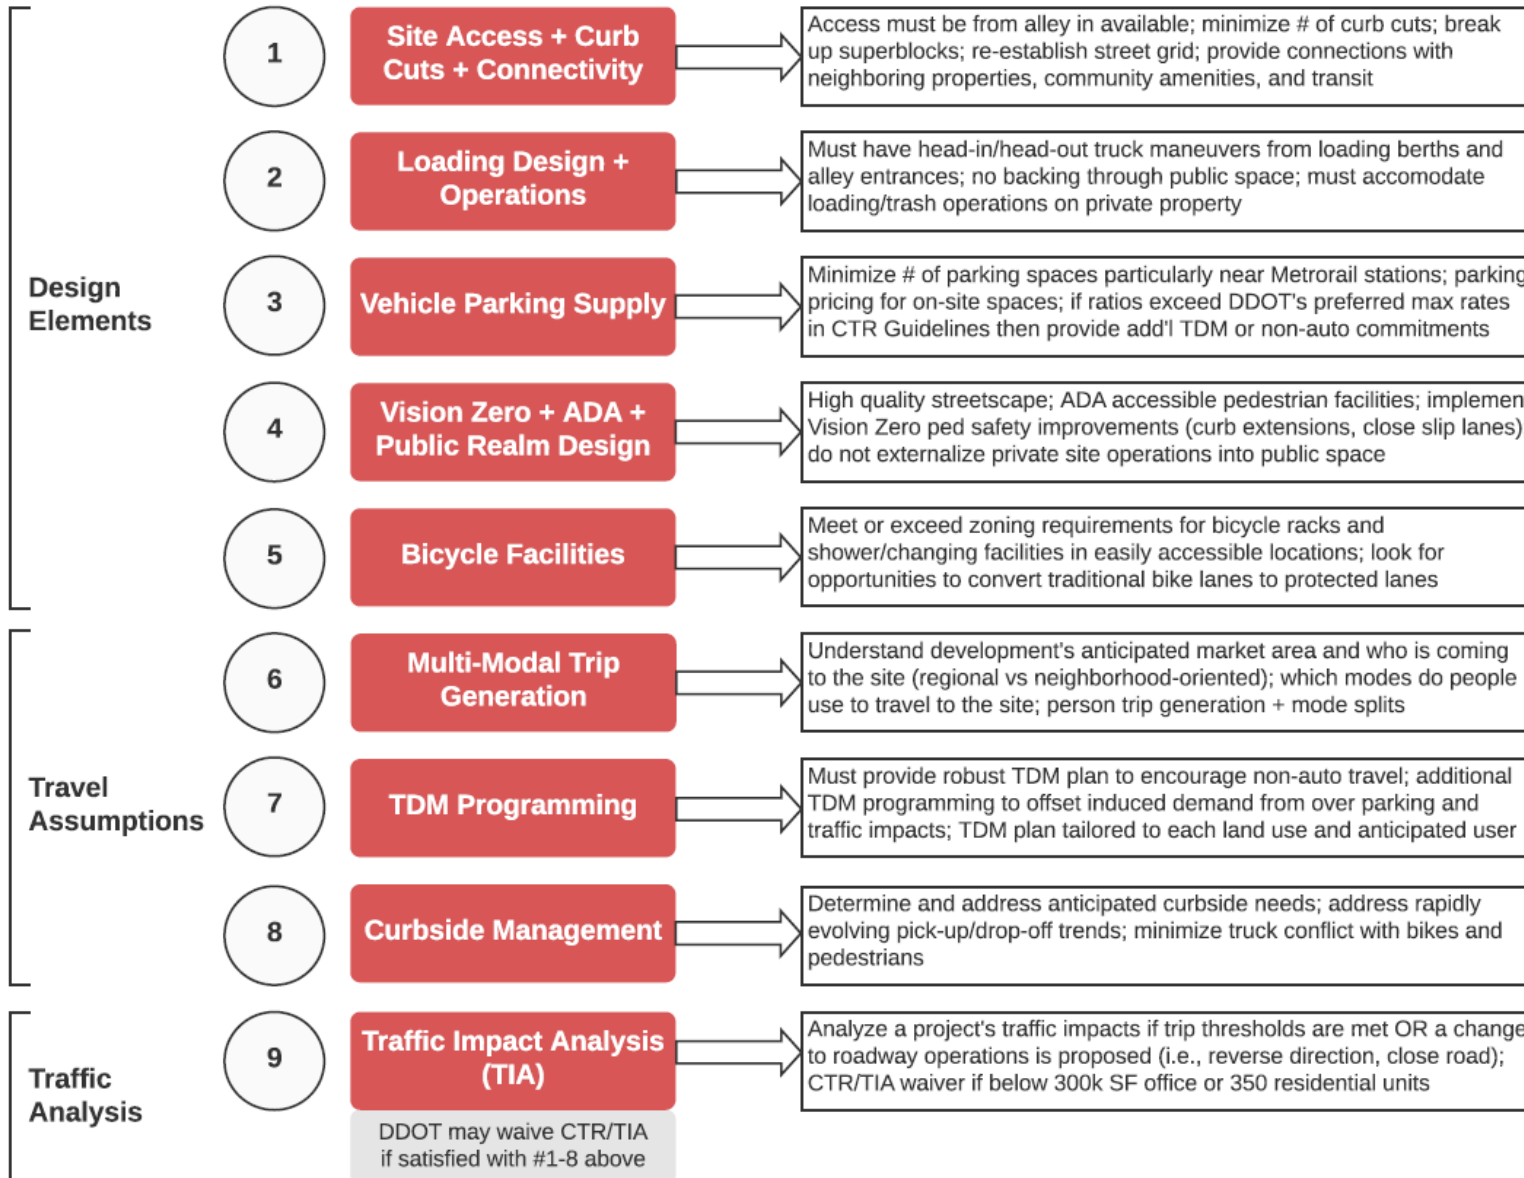 Design
Elements
1
Site Access + Curb
Cuts + Connectivity
Access must be from alley in available; minimize # of curb cuts; break
up superblocks; re-establish street grid; provide connections with
neighboring properties, community amenities, and transit
2
Loading Design +
Operations
Must have head-in/head-out truck maneuvers from loading berths and
alley entrances; no backing through public space; must accomodate
loading/trash operations on private property
3
Vehicle Parking Supply
Minimize # of parking spaces particularly near Metrorail stations; parking
pricing for on-site spaces; if ratios exceed DDOT's preferred max rates
in CTR Guidelines then provide add'l TDM or non-auto commitments
4
Vision Zero + ADA +
Public Realm Design
High quality streetscape; ADA accessible pedestrian facilities; implemen
Vision Zero ped safety improvements (curb extensions, close slip lanes)
do not externalize private site operations into public space
5
Bicycle Facilities
Meet or exceed zoning requirements for bicycle racks and
shower/changing facilities in easily accessible locations; look for
opportunities to convert traditional bike lanes to protected lanes
Travel
Assumptions
6
Multi-Modal Trip
Generation
Understand development's anticipated market area and who is coming
to the site (regional vs neighborhood-oriented); which modes do people
use to travel to the site; person trip generation + mode splits
7
TDM Programming
Must provide robust TDM plan to encourage non-auto travel; additional
TDM programming to offset induced demand from over parking and
traffic impacts; TDM plan tailored to each land use and anticipated user
8
Curbside Management
Determine and address anticipated curbside needs; address rapidly
evolving pick-up/drop-off trends; minimize truck conflict with bikes and
pedestrians
Traffic
Analysis
9
Traffic Impact Analysis
(TIA)
Analyze a project's traffic impacts if trip thresholds are met OR a change
to roadway operations is proposed (i.e., reverse direction, close road);
CTR/TIA waiver if below 300k SF office or 350 residential units
DDOT may waive CTR/TIA
if satisfied with #1-8 above